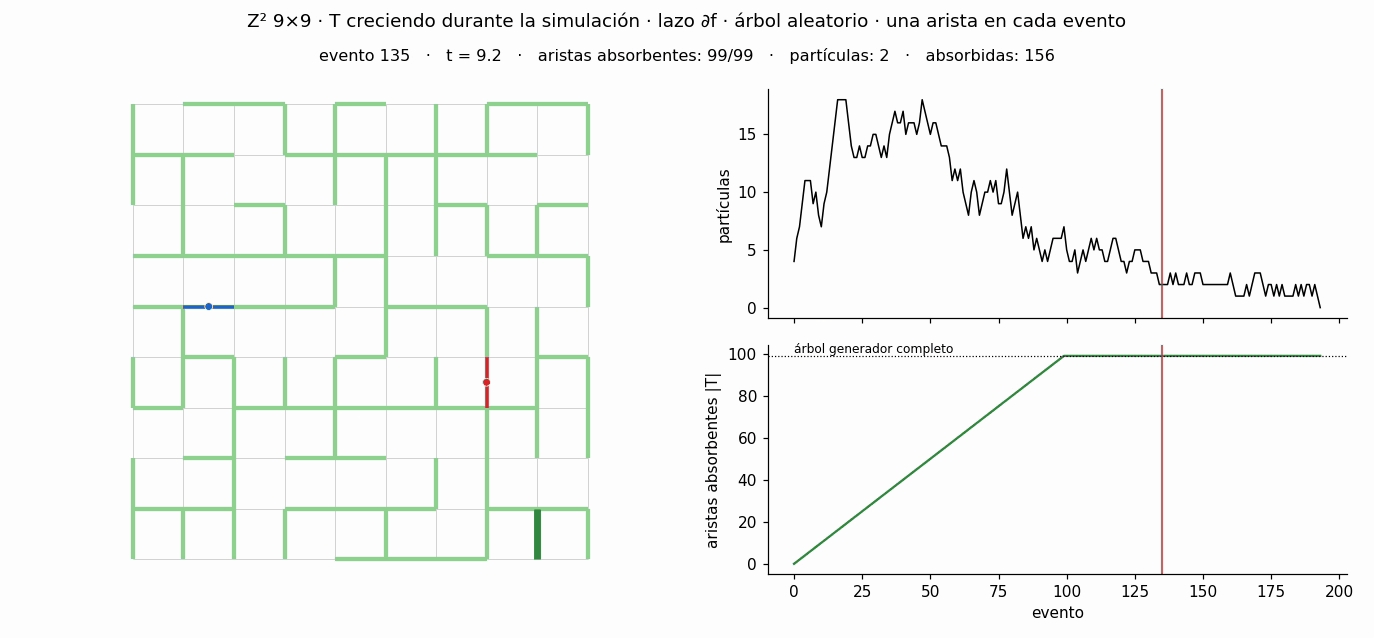 Z² 9×9 · T creciendo durante la simulación · lazo ∂f · árbol aleatorio · una arista en cada evento
evento 135 · t = 9.2 · aristas absorbentes: 99/99 · partículas: 2 · absorbidas: 156
partículas
15
10
5
0
árbol generador completo
aristas absorbentes |T|
100
80
60
40
20
0
0 25 50 75 100 125 150 175 200
evento